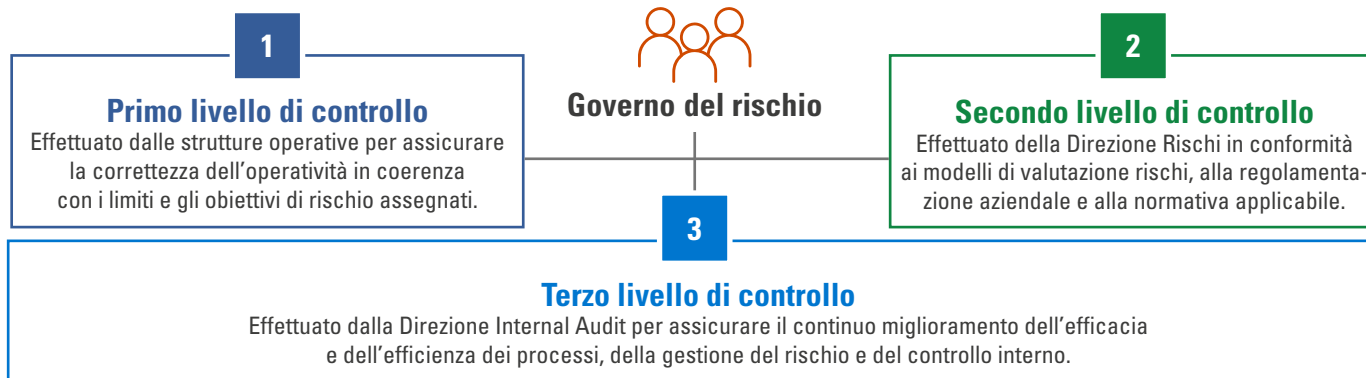 1
Primo livello di controllo
Effettuato dalle strutture operative per assicurare
la correttezza dell'operatività in coerenza
con i limiti e gli obiettivi di rischio assegnati.
Governo del rischio
2
Secondo livello di controllo
Effettuato della Direzione Rischi in conformità
ai modelli di valutazione rischi, alla regolamenta-
zione aziendale e alla normativa applicabile.
3
Terzo livello di controllo
Effettuato dalla Direzione Internal Audit per assicurare il continuo miglioramento dell'efficacia
e dell'efficienza dei processi, della gestione del rischio e del controllo interno.